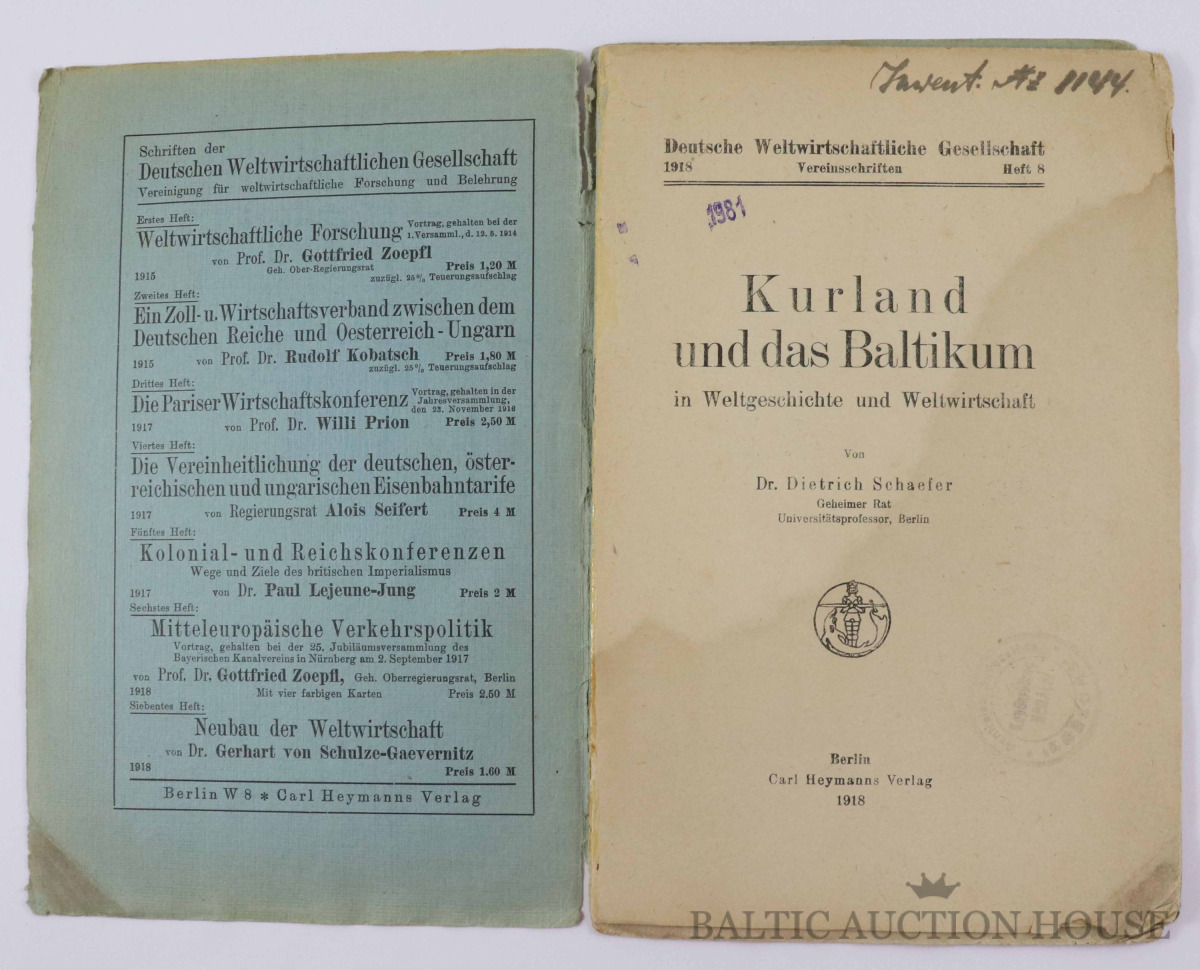 Schriften der
Deutschen Weltwirtschaftlichen Gesellschaft
Vereinigung für weltwirtschaftliche Forschung und Belehrung
Erstes Heft:
Weltwirtschaftliche Forschung Vortrag, gehalten bei der
1. Versamml., d. 12. 5. 1914
von Prof. Dr. Gottfried Zoepfl
Geh. Ober-Regierungsrat
1915 Preis 1,20 M
zuzügl. 25% Teuerungsaufschlag
Zweites Heft:
Ein Zoll- u. Wirtschaftsverband zwischen dem
Deutschen Reiche und Oesterreich-Ungarn
1915 von Prof. Dr. Rudolf Kobatsch Preis 1,80 M
zuzügl. 25% Teuerungsaufschlag
Drittes Heft:
Die Pariser Wirtschaftskonferenz Vortrag, gehalten in der
Jahresversammlung,
den 23. November 1916
1917 von Prof. Dr. Willi Prion Preis 2,50 M
Viertes Heft:
Die Vereinheitlichung der deutschen, öster-
reichischen und ungarischen Eisenbahntarife
1917 von Regierungsrat Alois Seifert Preis 4 M
Fünftes Heft:
Kolonial- und Reichskonferenzen
Wege und Ziele des britischen Imperialismus
1917 von Dr. Paul Lejeune-Jung Preis 2 M
Sechstes Heft:
Mitteleuropäische Verkehrspolitik
Vortrag, gehalten bei der 25. Jubiläumsversammlung des
Bayerischen Kanalvereins in Nürnberg am 2. September 1917
von Prof. Dr. Gottfried Zoepfl, Geh. Oberregierungsrat, Berlin
1918 Mit vier farbigen Karten Preis 2.50 M
Siebentes Heft:
Neubau der Weltwirtschaft
von Dr. Gerhart von Schulze-Gaevernitz
1918 Preis 1.60 M
Berlin W 8 * Carl Heymanns Verlag
Inwent. № 11244.
Deutsche Weltwirtschaftliche Gesellschaft
1918 Vereinsschriften Heft 8
1981
Kurland
und das Baltikum
in Weltgeschichte und Weltwirtschaft
Von
Dr. Dietrich Schaefer
Geheimer Rat
Universitätsprofessor, Berlin
Berlin
Carl Heymanns Verlag
1918
BALTIC AUCTION HOUSE